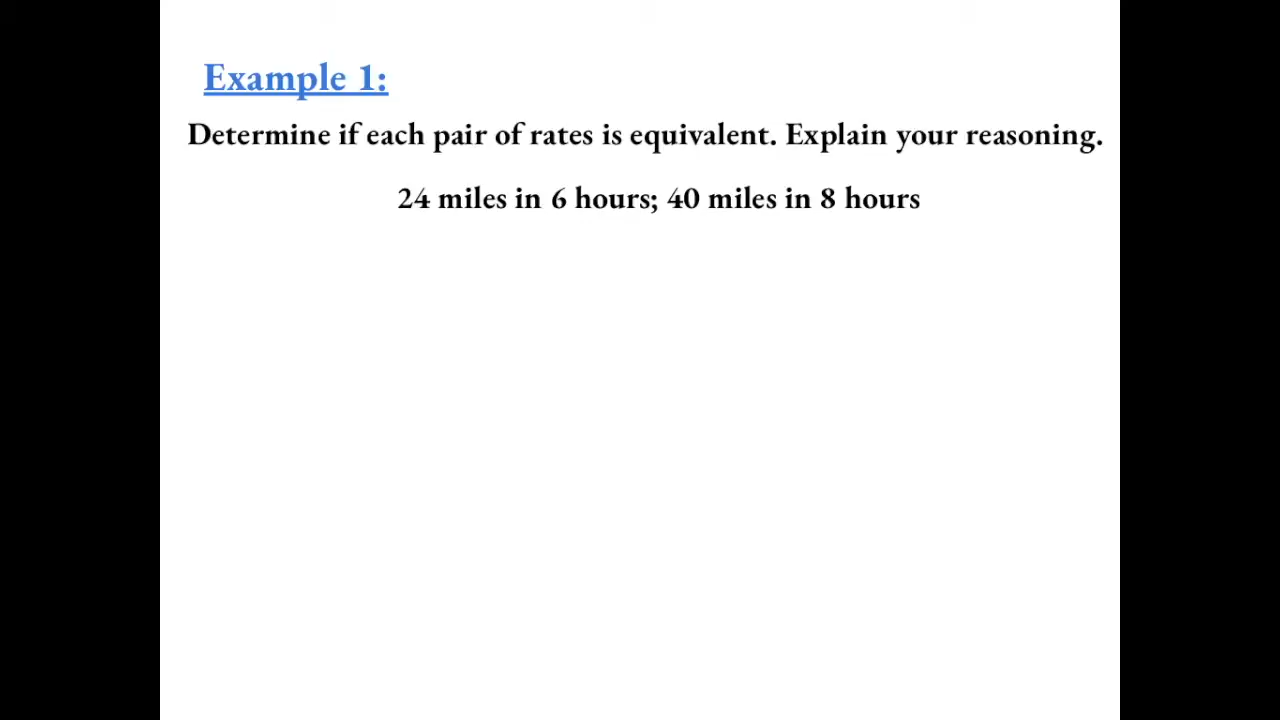 Example 1:
Determine if each pair of rates is equivalent. Explain your reasoning.
24 miles in 6 hours; 40 miles in 8 hours